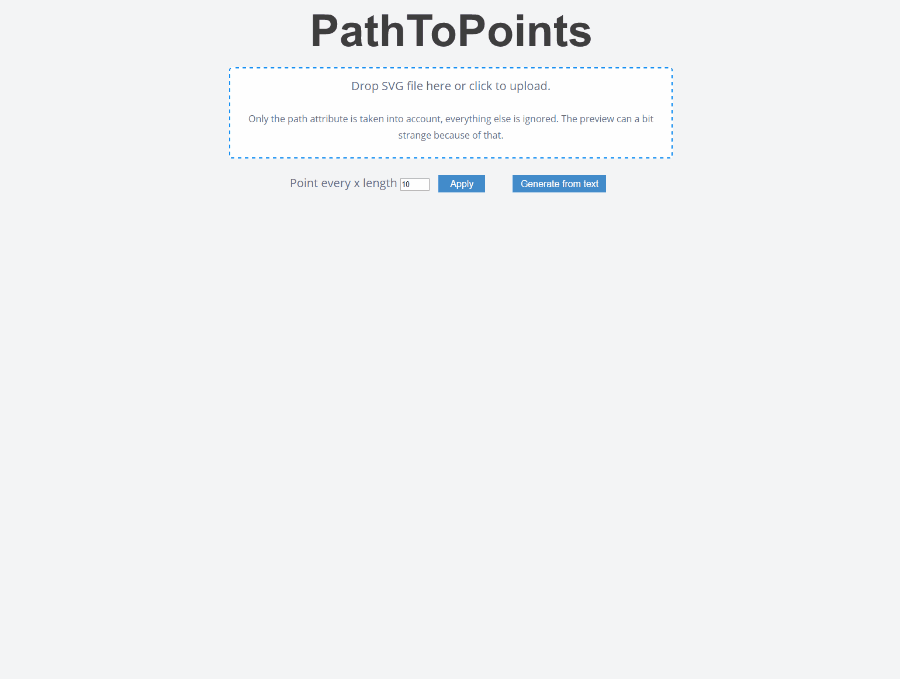 PathToPoints
Drop SVG file here or click to upload.
Only the path attribute is taken into account, everything else is ignored. The preview can a bit
strange because of that.
Point every x length 10 Apply Generate from text